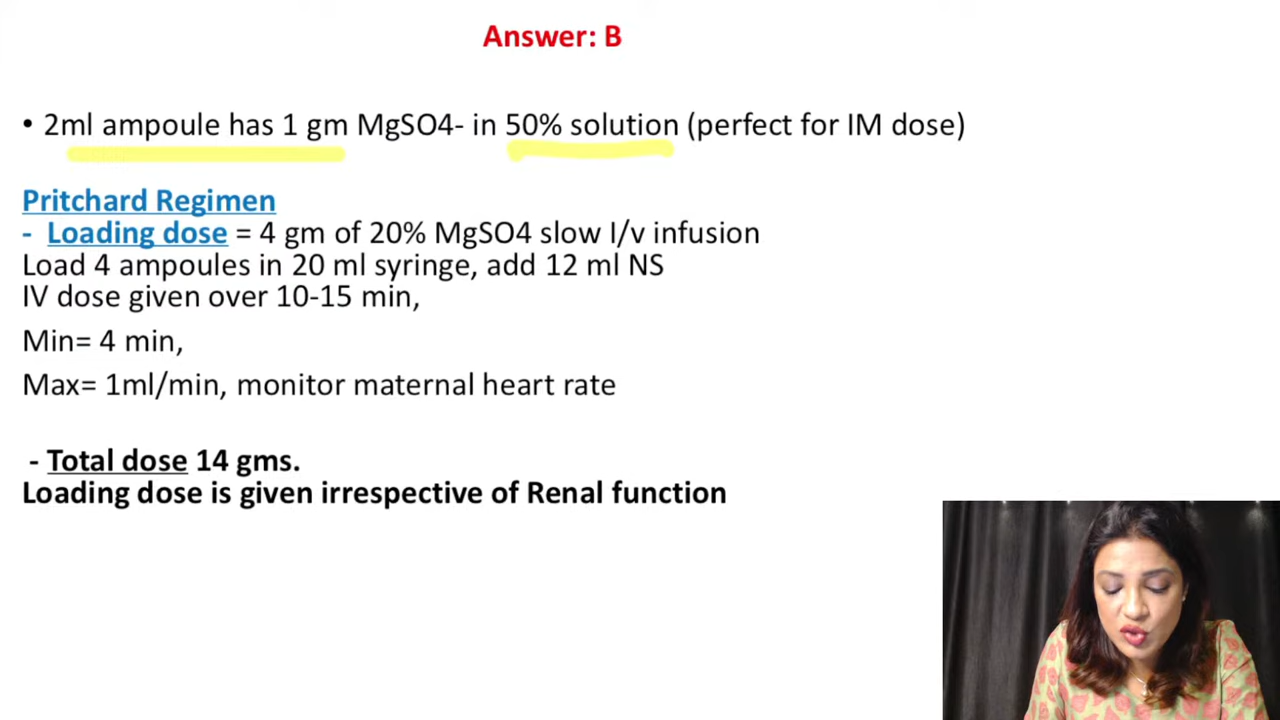 Answer: B
• 2ml ampoule has 1 gm MgSO4- in 50% solution (perfect for IM dose)
Pritchard Regimen
- Loading dose = 4 gm of 20% MgSO4 slow I/v infusion
Load 4 ampoules in 20 ml syringe, add 12 ml NS
IV dose given over 10-15 min,
Min= 4 min,
Max= 1ml/min, monitor maternal heart rate
- Total dose 14 gms.
Loading dose is given irrespective of Renal function